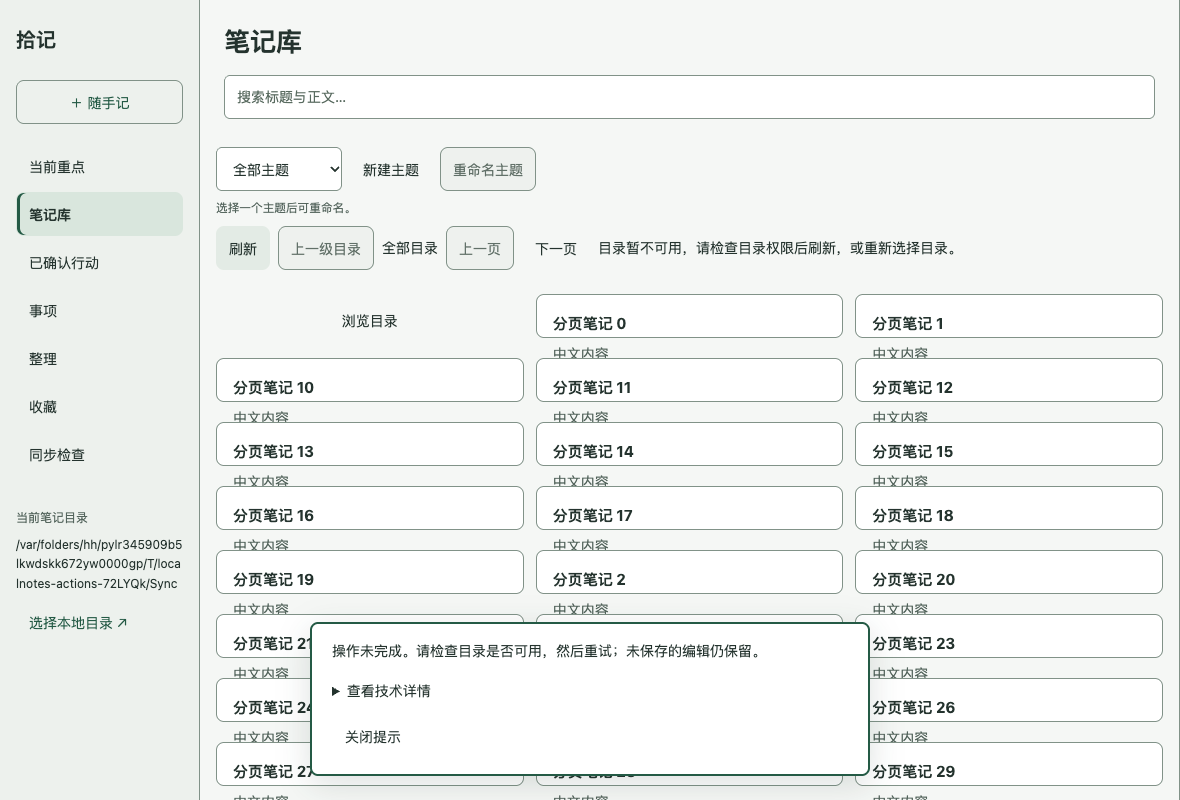 拾记
＋ 随手记
当前重点
笔记库
已确认行动
事项
整理
收藏
同步检查
当前笔记目录
/var/folders/hh/pylr345909b5
lkwdskk672yw0000gp/T/loca
lnotes-actions-72LYQk/Sync
选择本地目录 ↗
笔记库
搜索标题与正文...
全部主题 新建主题 重命名主题
选择一个主题后可重命名。
刷新 上一级目录 全部目录 上一页 下一页 目录暂不可用，请检查目录权限后刷新，或重新选择目录。
浏览目录 分页笔记 0 分页笔记 1
中文内容 中文内容
分页笔记 10 分页笔记 11 分页笔记 12
中文内容 中文内容 中文内容
分页笔记 13 分页笔记 14 分页笔记 15
中文内容 中文内容 中文内容
分页笔记 16 分页笔记 17 分页笔记 18
中文内容 中文内容 中文内容
分页笔记 19 分页笔记 2 分页笔记 20
中文内容 中文内容 中文内容
分页笔记 21 分页笔记 23
中文内容 中文内容
分页笔记 24 分页笔记 26
中文内容 中文内容
分页笔记 27 分页笔记 29
操作未完成。请检查目录是否可用，然后重试；未保存的编辑仍保留。
▶ 查看技术详情
关闭提示